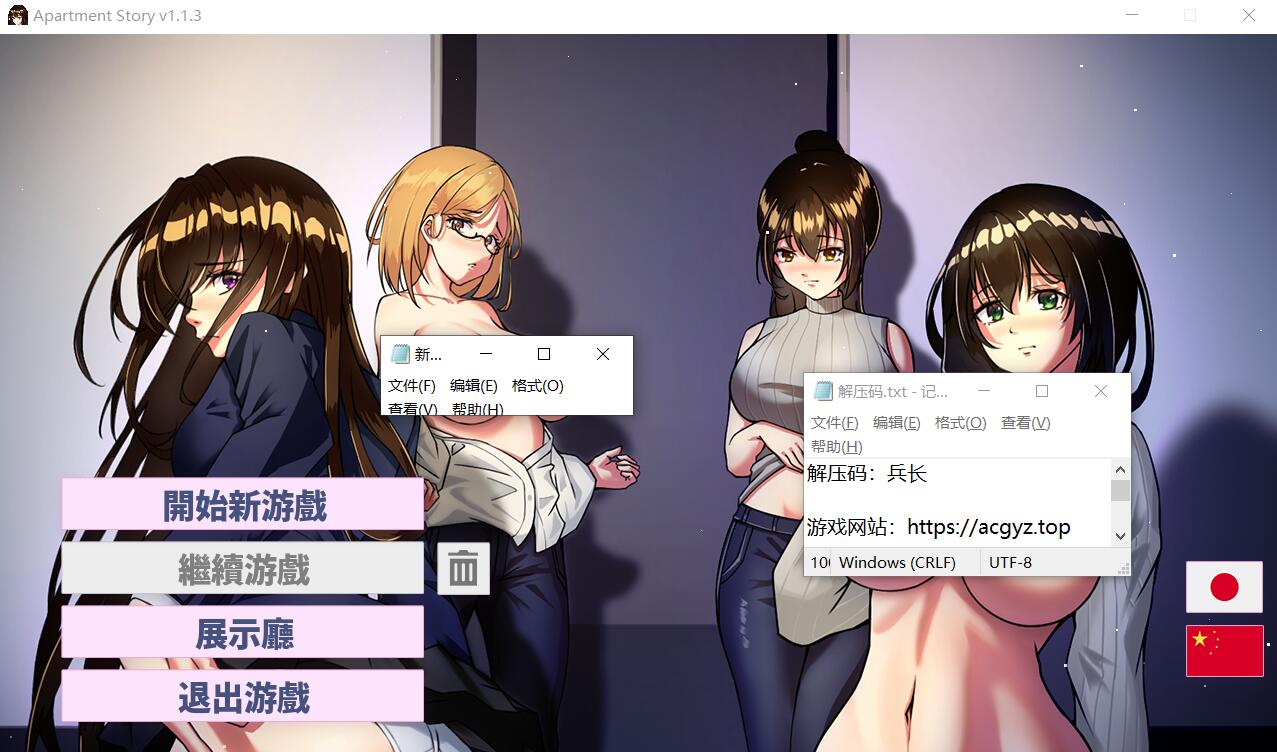 Apartment Story v1.1.3
新...
文件(F) 编辑(E) 格式(O)
查看(V) 帮助(H)
解压码.txt - 记...
文件(F) 编辑(E) 格式(O) 查看(V)
帮助(H)
解压码：兵长
游戏网站：https://acgyz.top
Windows (CRLF) UTF-8
開始新游戲
繼續游戲
展示廳
退出游戲